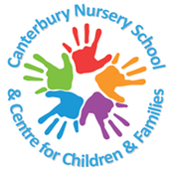 Canterbury Nursery School
& Centre for Children & Families